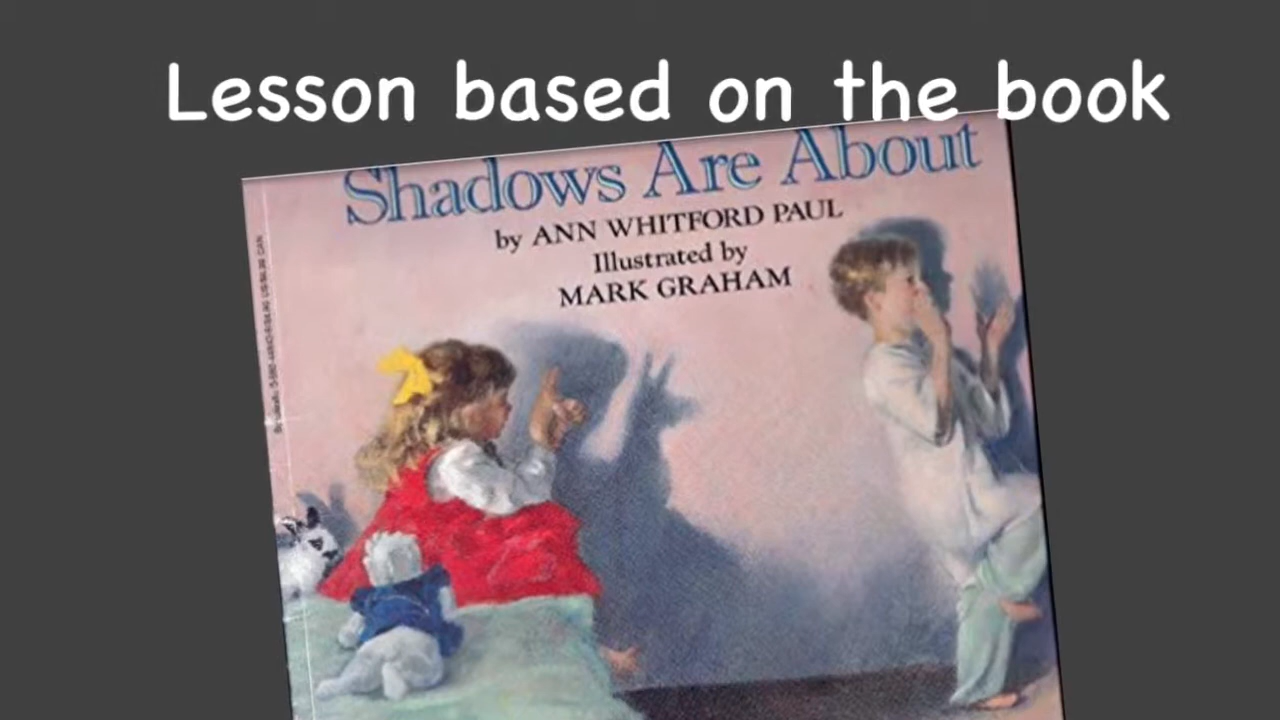 Lesson based on the book
Shadows Are About
by ANN WHITFORD PAUL
Illustrated by
MARK GRAHAM